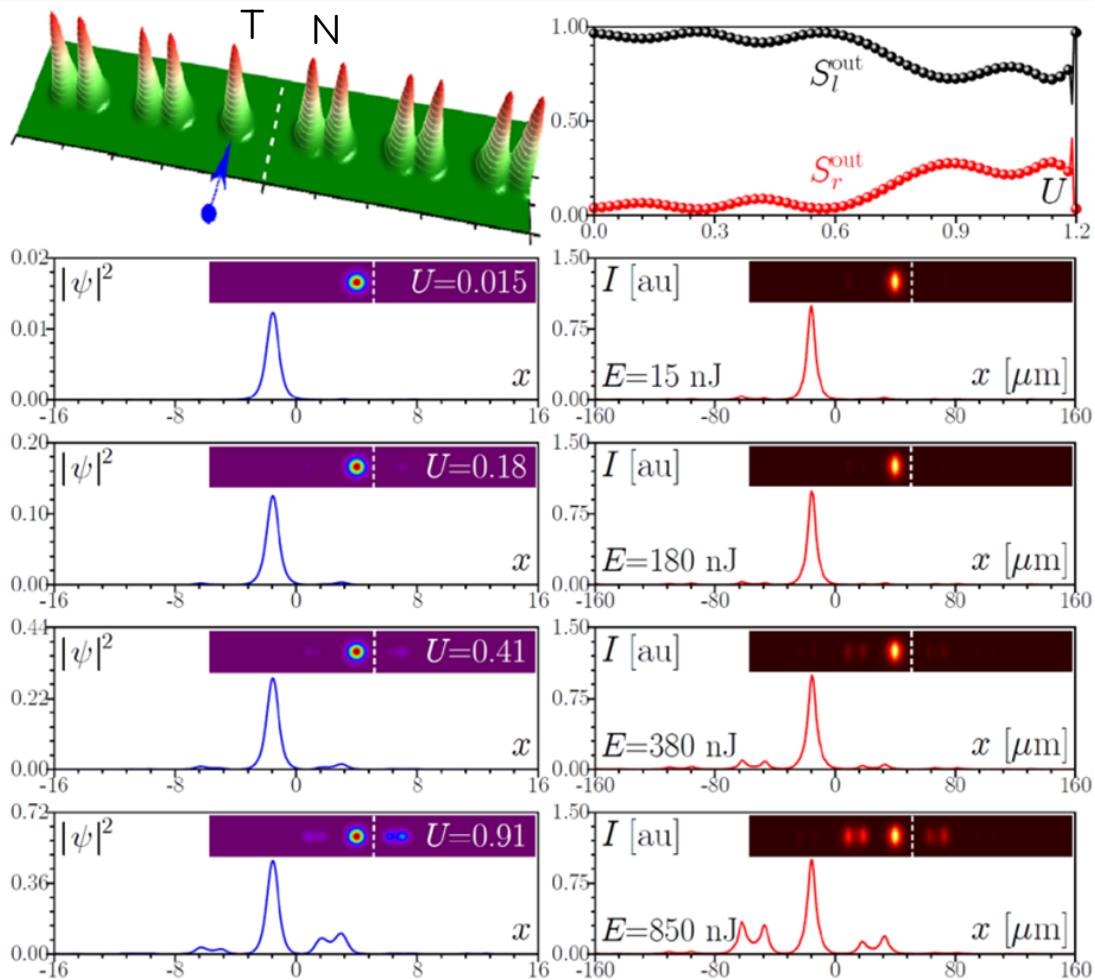 T N
1.00
0.50
0.00
S_l^out
S_r^out
U
0.0 0.3 0.6 0.9 1.2
0.02
0.01
0.00
|ψ|²
U=0.015
x
-16 -8 0 8 16
1.50
0.75
0.00
I [au]
E=15 nJ
x [μm]
-160 -80 0 80 160
0.20
0.10
0.00
|ψ|²
U=0.18
x
-16 -8 0 8 16
1.50
0.75
0.00
I [au]
E=180 nJ
x [μm]
-160 -80 0 80 160
0.44
0.22
0.00
|ψ|²
U=0.41
x
-16 -8 0 8 16
1.50
0.75
0.00
I [au]
E=380 nJ
x [μm]
-160 -80 0 80 160
0.72
0.36
0.00
|ψ|²
U=0.91
x
-16 -8 0 8 16
1.50
0.75
0.00
I [au]
E=850 nJ
x [μm]
-160 -80 0 80 160